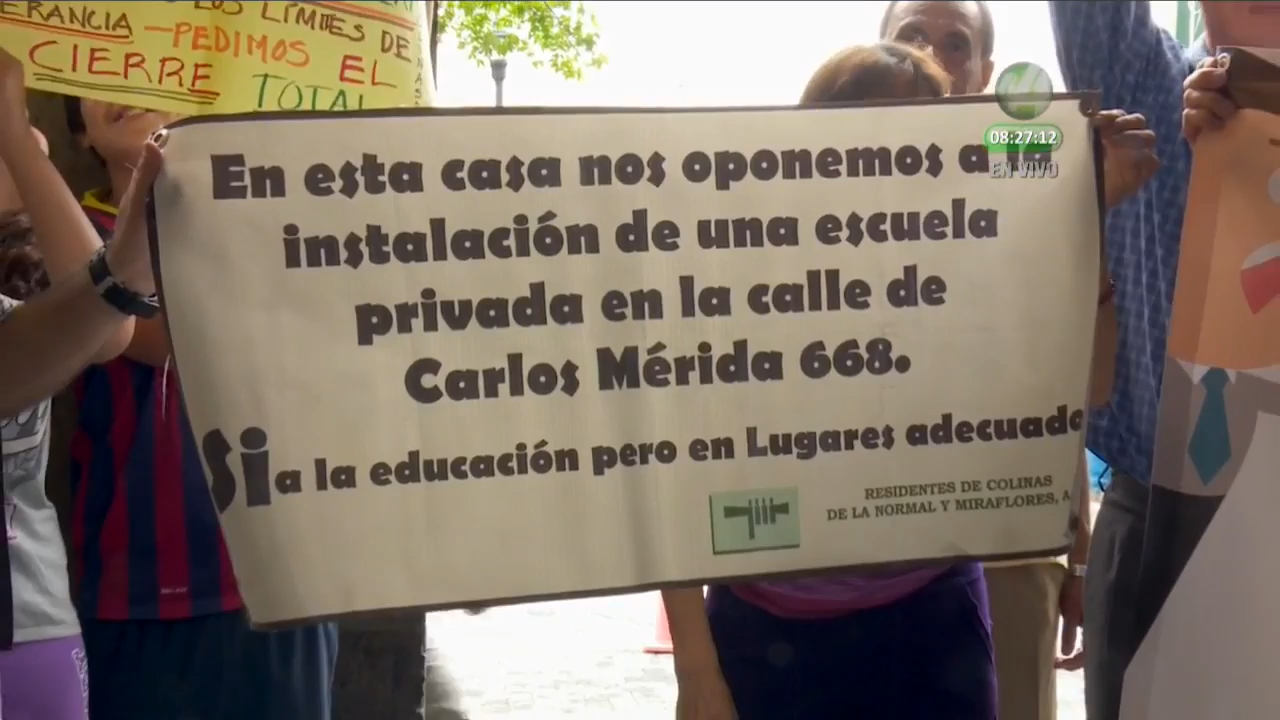 LOS LÍMITES DE
ERANCIA - PEDIMOS EL
CIERRE TOTAL
08:27:12
EN VIVO
En esta casa nos oponemos a la
instalación de una escuela
privada en la calle de
Carlos Mérida 668.
Si a la educación pero en Lugares adecuado
RESIDENTES DE COLINAS
DE LA NORMAL Y MIRAFLORES, A